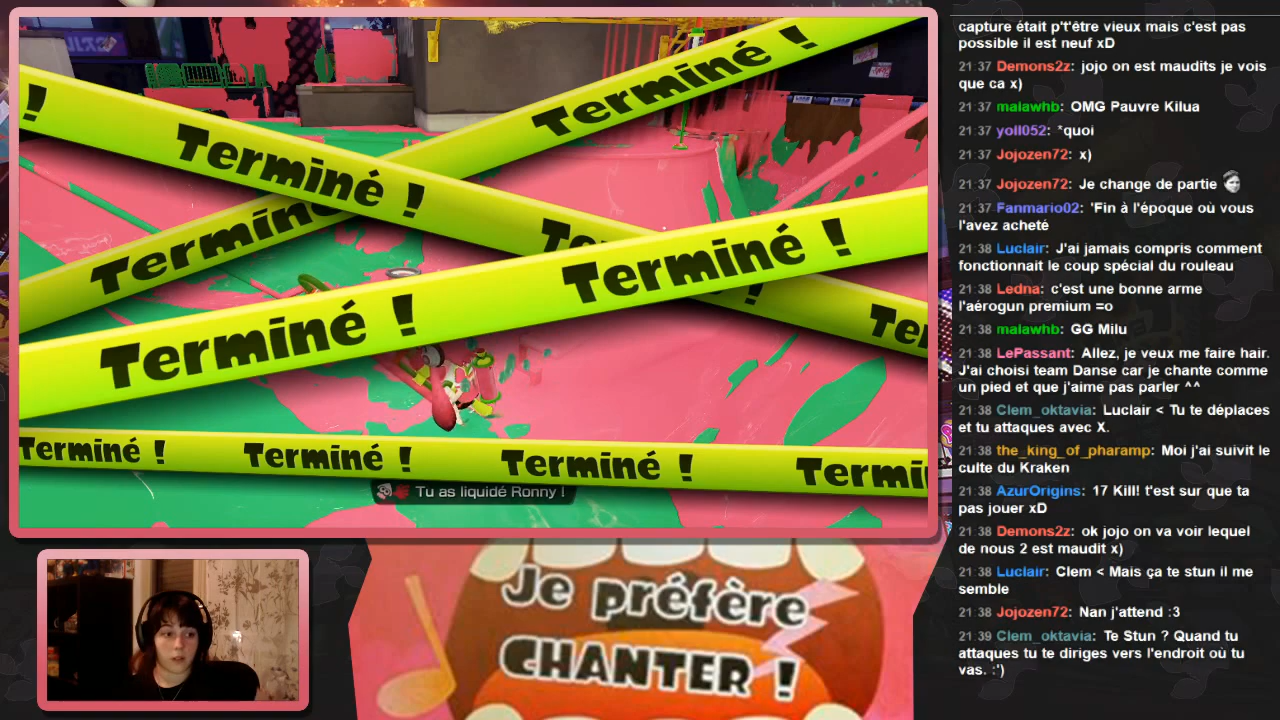 Terminé !
!
Terminé !
Terminé
Te
Terminé !
!
Te
Terminé !
Terminé !
Terminé !
Terminé !
Termi
Tu as liquidé Ronny !
Je préfère
CHANTER !
capture était p't'être vieux mais c'est pas
possible il est neuf xD
21:37 Demons2z: jojo on est maudits je vois
que ca x)
21:37 malawhb: OMG Pauvre Kilua
21:37 yoll052: *quoi
21:37 Jojozen72: x)
21:37 Jojozen72: Je change de partie
21:37 Fanmario02: 'Fin à l'époque où vous
l'avez acheté
21:38 Luclair: J'ai jamais compris comment
fonctionnait le coup spécial du rouleau
21:38 Ledna: c'est une bonne arme
l'aérogun premium =o
21:38 malawhb: GG Milu
21:38 LePassant: Allez, je veux me faire hair.
J'ai choisi team Danse car je chante comme
un pied et que j'aime pas parler ^^
21:38 Clem_oktavia: Luclair < Tu te déplaces
et tu attaques avec X.
21:38 the_king_of_pharamp: Moi j'ai suivit le
culte du Kraken
21:38 AzurOrigins: 17 Kill! t'est sur que ta
pas jouer xD
21:38 Demons2z: ok jojo on va voir lequel
de nous 2 est maudit x)
21:38 Luclair: Clem < Mais ça te stun il me
semble
21:38 Jojozen72: Nan j'attend :3
21:39 Clem_oktavia: Te Stun ? Quand tu
attaques tu te diriges vers l'endroit où tu
vas. :')